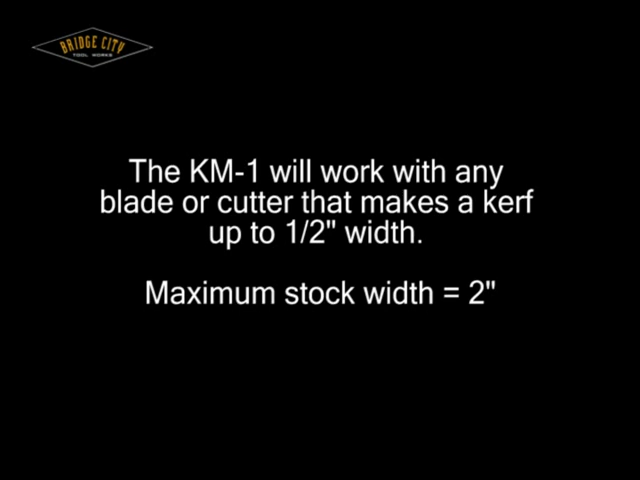 BRIDGE CITY
TOOL WORKS
The KM-1 will work with any
blade or cutter that makes a kerf
up to 1/2" width.
Maximum stock width = 2"